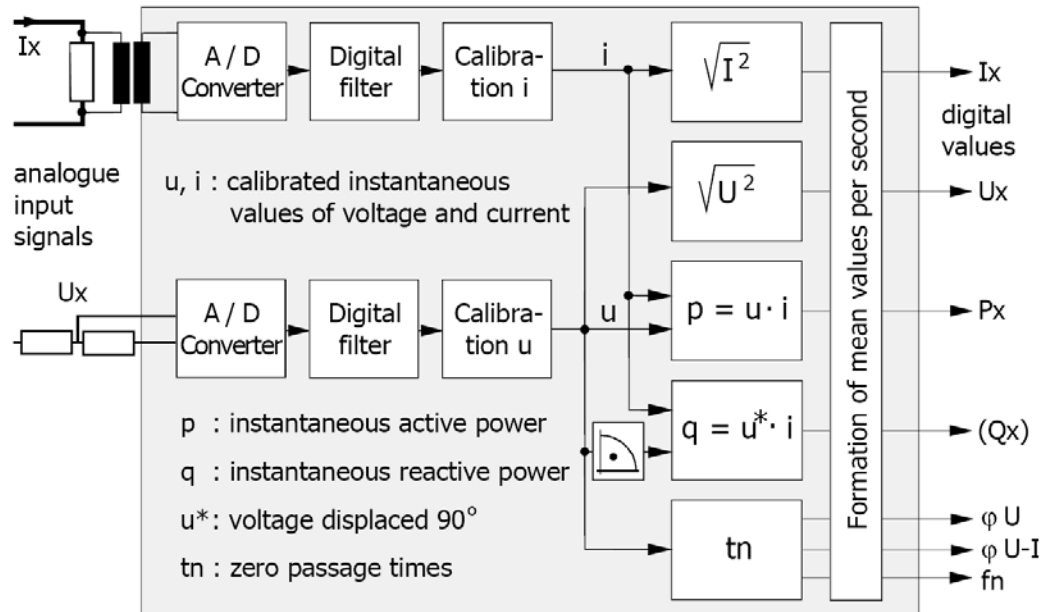 Ix
A / D
Converter
Digital
filter
Calibra-
tion i
i
√I²
Ix
digital
values
analogue
input
signals
u, i : calibrated instantaneous
values of voltage and current
√U²
Ux
Formation of mean values per second
Ux
A / D
Converter
Digital
filter
Calibra-
tion u
u
p = u · i
Px
p : instantaneous active power
q : instantaneous reactive power
u* : voltage displaced 90°
tn : zero passage times
q = u* · i
(Qx)
tn
φ U
φ U-I
fn